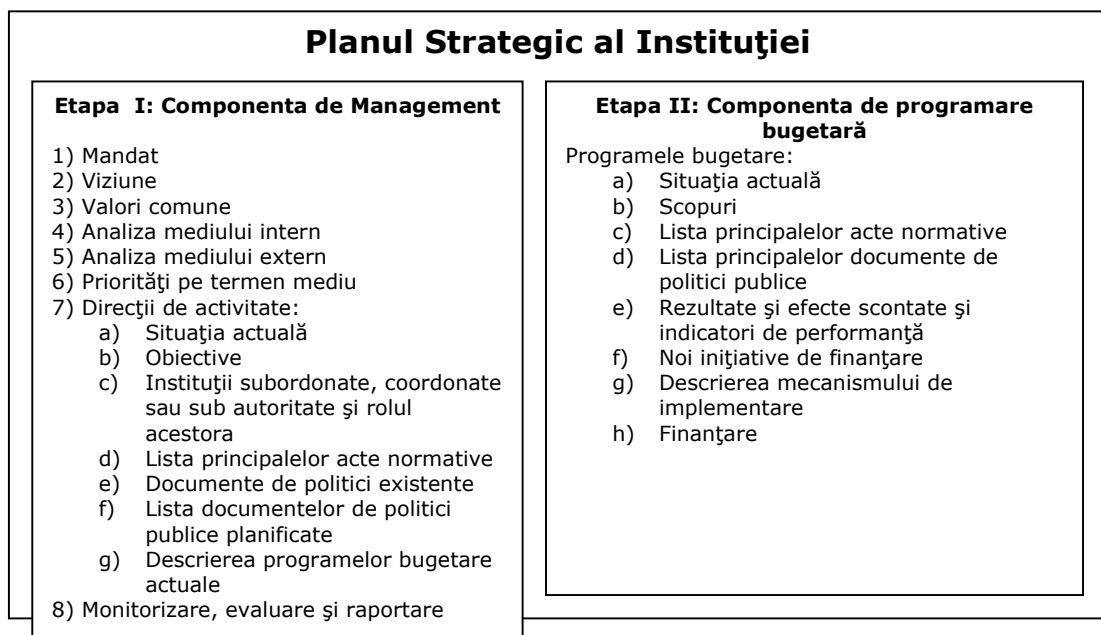 Planul Strategic al Instituţiei
Etapa I: Componenta de Management
1) Mandat
2) Viziune
3) Valori comune
4) Analiza mediului intern
5) Analiza mediului extern
6) Priorităţi pe termen mediu
7) Direcţii de activitate:
a) Situaţia actuală
b) Obiective
c) Instituţii subordonate, coordonate
sau sub autoritate şi rolul
acestora
d) Lista principalelor acte normative
e) Documente de politici existente
f) Lista documentelor de politici
publice planificate
g) Descrierea programelor bugetare
actuale
8) Monitorizare, evaluare şi raportare
Etapa II: Componenta de programare
bugetară
Programele bugetare:
a) Situaţia actuală
b) Scopuri
c) Lista principalelor acte normative
d) Lista principalelor documente de
politici publice
e) Rezultate şi efecte scontate şi
indicatori de performanţă
f) Noi iniţiative de finanţare
g) Descrierea mecanismului de
implementare
h) Finanţare